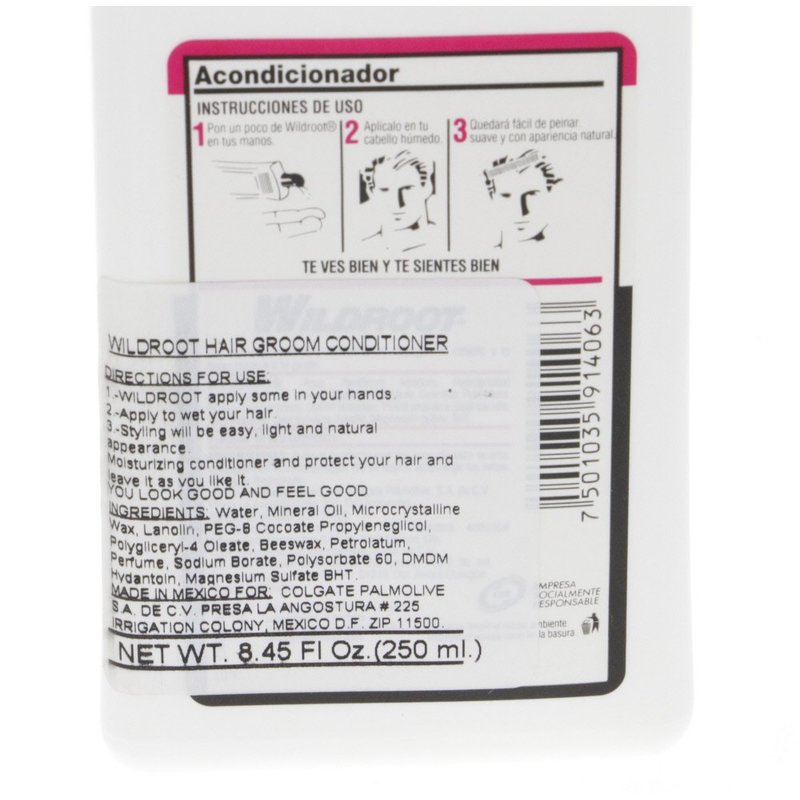 Acondicionador
INSTRUCCIONES DE USO
1 Pon un poco de Wildroot®
en tus manos.
2 Aplícalo en tu
cabello húmedo.
3 Quedará fácil de peinar,
suave y con apariencia natural.
TE VES BIEN Y TE SIENTES BIEN
WILDROOT
WILDROOT HAIR GROOM CONDITIONER
DIRECTIONS FOR USE:
1.-WILDROOT apply some in your hands.
2.-Apply to wet your hair.
3.-Styling will be easy, light and natural
appearance.
Moisturizing conditioner and protect your hair and
leave it as you like it.
YOU LOOK GOOD AND FEEL GOOD
INGREDIENTS: Water, Mineral Oil, Microcrystalline
Wax, Lanolin, PEG-8 Cocoate Propyleneglicol,
Polygliceryl-4 Oleate, Beeswax, Petrolatum,
Perfume, Sodium Borate, Polysorbate 60, DMDM
Hydantoin, Magnesium Sulfate BHT.
MADE IN MEXICO FOR: COLGATE PALMOLIVE
S.A. DE C.V. PRESA LA ANGOSTURA # 225
IRRIGATION COLONY, MEXICO D.F. ZIP 11500.
NET WT. 8.45 Fl Oz.(250 ml.)
7 501035 914063
MPRESA
OCIALMENTE
ESPONSABLE
mbiente.
la basura.